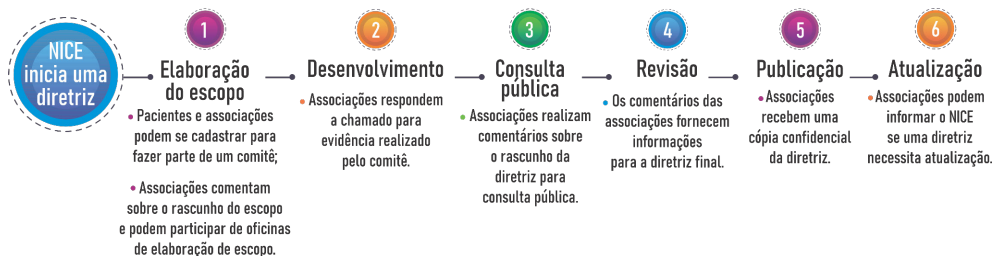 NICE
inicia uma
diretriz
1
Elaboração
do escopo
• Pacientes e associações
podem se cadastrar para
fazer parte de um comitê;
• Associações comentam
sobre o rascunho do escopo
e podem participar de oficinas
de elaboração de escopo.
2
Desenvolvimento
• Associações respondem
a chamado para
evidência realizado
pelo comitê.
3
Consulta
pública
• Associações realizam
comentários sobre
o rascunho da
diretriz para
consulta pública.
4
Revisão
• Os comentários das
associações fornecem
informações
para a diretriz final.
5
Publicação
• Associações
recebem uma
cópia confidencial
da diretriz.
6
Atualização
• Associações podem
informar o NICE
se uma diretriz
necessita atualização.